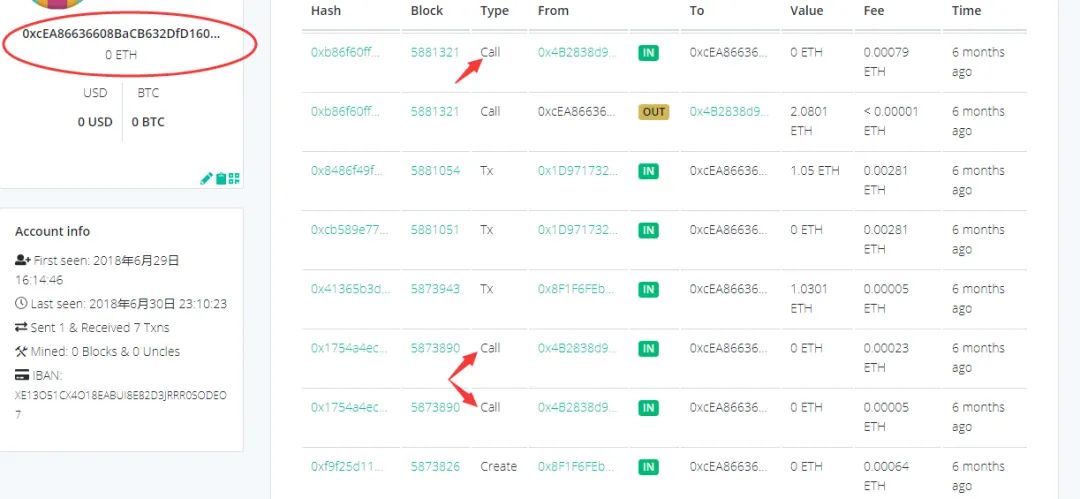 0xcEA86636608BaCB632DfD160...
0 ETH
USD BTC
0 USD 0 BTC
Account info
First seen: 2018年6月29日
16:14:46
Last seen: 2018年6月30日 23:10:23
Sent 1 & Received 7 Txns
Mined: 0 Blocks & 0 Uncles
IBAN:
XE13O51CX4O18EABUI8E82D3JRRR0SODEO
7
Hash Block Type From To Value Fee Time
0xb86f60ff... 5881321 Call 0x4B2838d9... IN 0xcEA86636... 0 ETH 0.00079 6 months
ETH ago
0xb86f60ff... 5881321 Call 0xcEA86636... OUT 0x4B2838d9... 2.0801 < 0.00001 6 months
ETH ETH ago
0x8486f49f... 5881054 Tx 0x1D971732... IN 0xcEA86636... 1.05 ETH 0.00281 6 months
ETH ago
0xcb589e77... 5881051 Tx 0x1D971732... IN 0xcEA86636... 0 ETH 0.00281 6 months
ETH ago
0x41365b3d... 5873943 Tx 0x8F1F6FEb... IN 0xcEA86636... 1.0301 0.00005 6 months
ETH ETH ago
0x1754a4ec... 5873890 Call 0x4B2838d9... IN 0xcEA86636... 0 ETH 0.00023 6 months
ETH ago
0x1754a4ec... 5873890 Call 0x4B2838d9... IN 0xcEA86636... 0 ETH 0.00005 6 months
ETH ago
0xf9f25d11... 5873826 Create 0x8F1F6FEb... IN 0xcEA86636... 0 ETH 0.00064 6 months
ETH ago